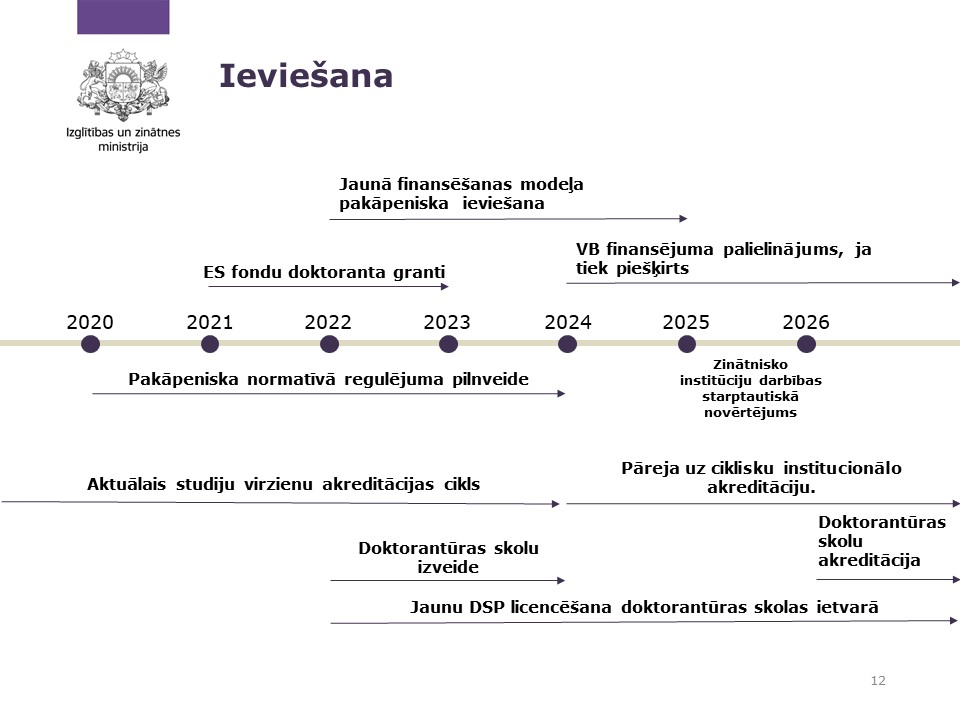 Ieviešana
Izglītības un zinātnes
ministrija
Jaunā finansēšanas modeļa
pakāpeniska ieviešana
VB finansējuma palielinājums, ja
tiek piešķirts
ES fondu doktoranta granti
2020 2021 2022 2023 2024 2025 2026
Pakāpeniska normatīvā regulējuma pilnveide
Zinātnisko
institūciju darbības
starptautiskā
novērtējums
Aktuālais studiju virzienu akreditācijas cikls
Pāreja uz ciklisku institucionālo
akreditāciju.
Doktorantūras
skolu
akreditācija
Doktorantūras skolu
izveide
Jaunu DSP licencēšana doktorantūras skolas ietvarā
12